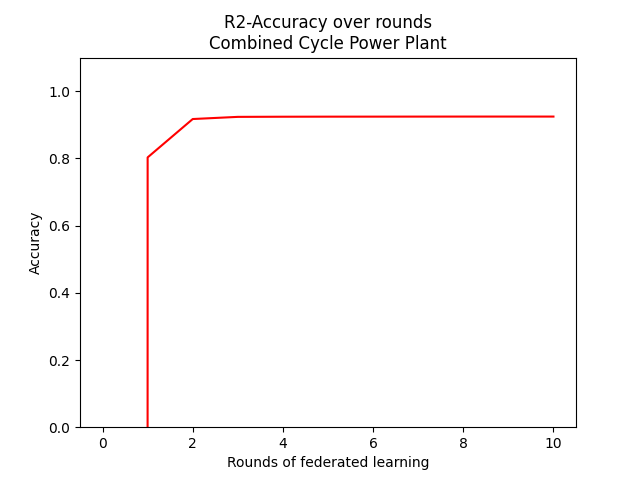 R2-Accuracy over rounds
Combined Cycle Power Plant
1.0
0.8
0.6
0.4
0.2
0.0
Accuracy
0 2 4 6 8 10
Rounds of federated learning